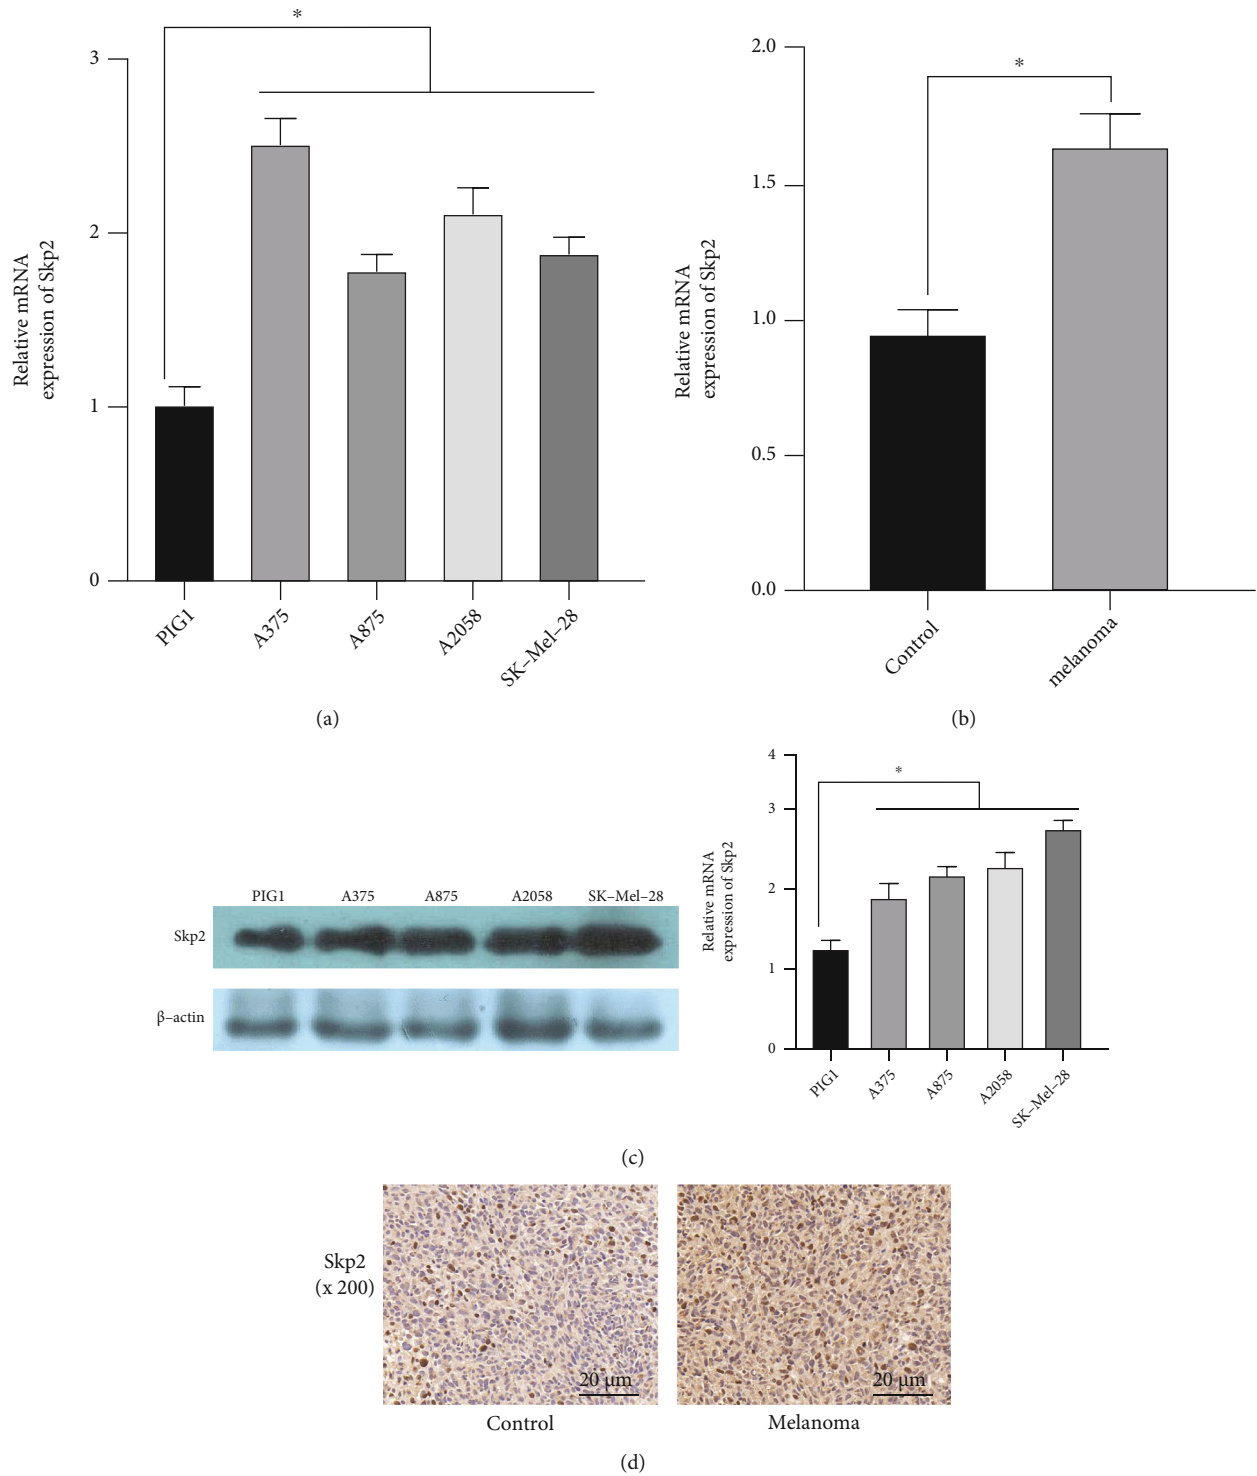 *
3
2
1
0
Relative mRNA
expression of Skp2
PIG1
A375
A875
A2058
SK–Mel–28
(a)
*
2.0
1.5
1.0
0.5
0.0
Relative mRNA
expression of Skp2
Control
melanoma
(b)
PIG1 A375 A875 A2058 SK–Mel–28
Skp2
β–actin
*
4
3
2
1
0
Relative mRNA
expression of Skp2
PIG1
A375
A875
A2058
SK–Mel–28
(c)
Skp2
(x 200)
20 μm
20 μm
Control
Melanoma
(d)